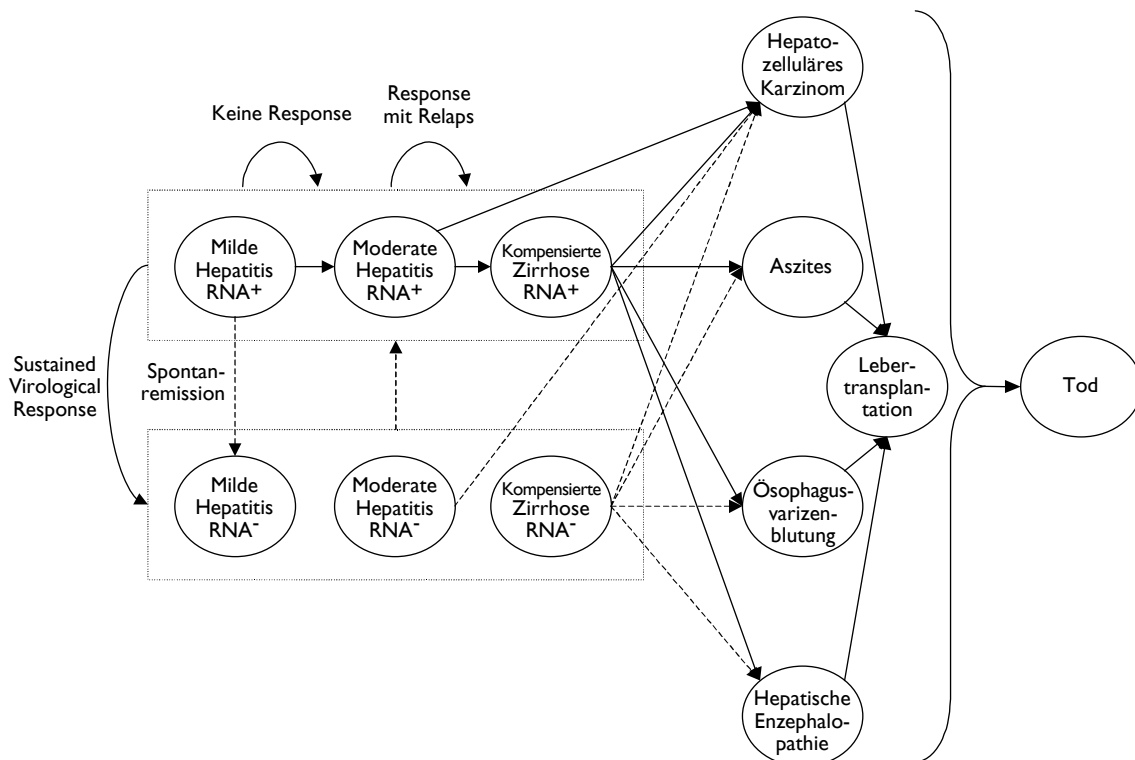 Hepato-
zelluläres
Karzinom
Keine Response
Response
mit Relaps
Milde
Hepatitis
RNA+
Moderate
Hepatitis
RNA+
Kompensierte
Zirrhose
RNA+
Aszites
Sustained
Virological
Response
Spontan-
remission
Leber-
transplan-
tation
Tod
Milde
Hepatitis
RNA-
Moderate
Hepatitis
RNA-
Kompensierte
Zirrhose
RNA-
Ösophagus-
varizen-
blutung
Hepatische
Enzephalo-
pathie